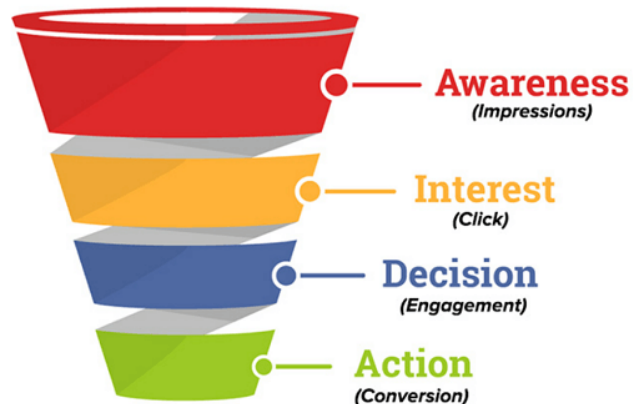 Awareness
(Impressions)
Interest
(Click)
Decision
(Engagement)
Action
(Conversion)